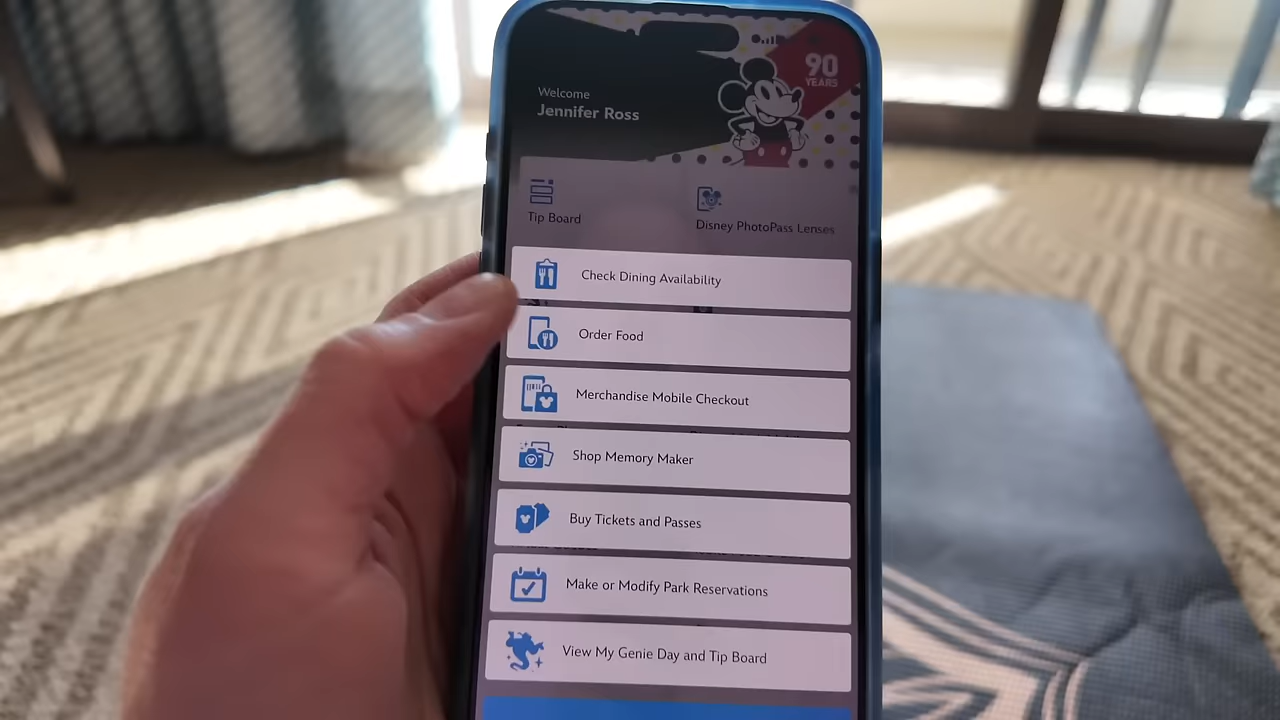 90
YEARS
Welcome
Jennifer Ross
Tip Board
Disney PhotoPass Lenses
Check Dining Availability
Order Food
Merchandise Mobile Checkout
Shop Memory Maker
Buy Tickets and Passes
Make or Modify Park Reservations
View My Genie Day and Tip Board